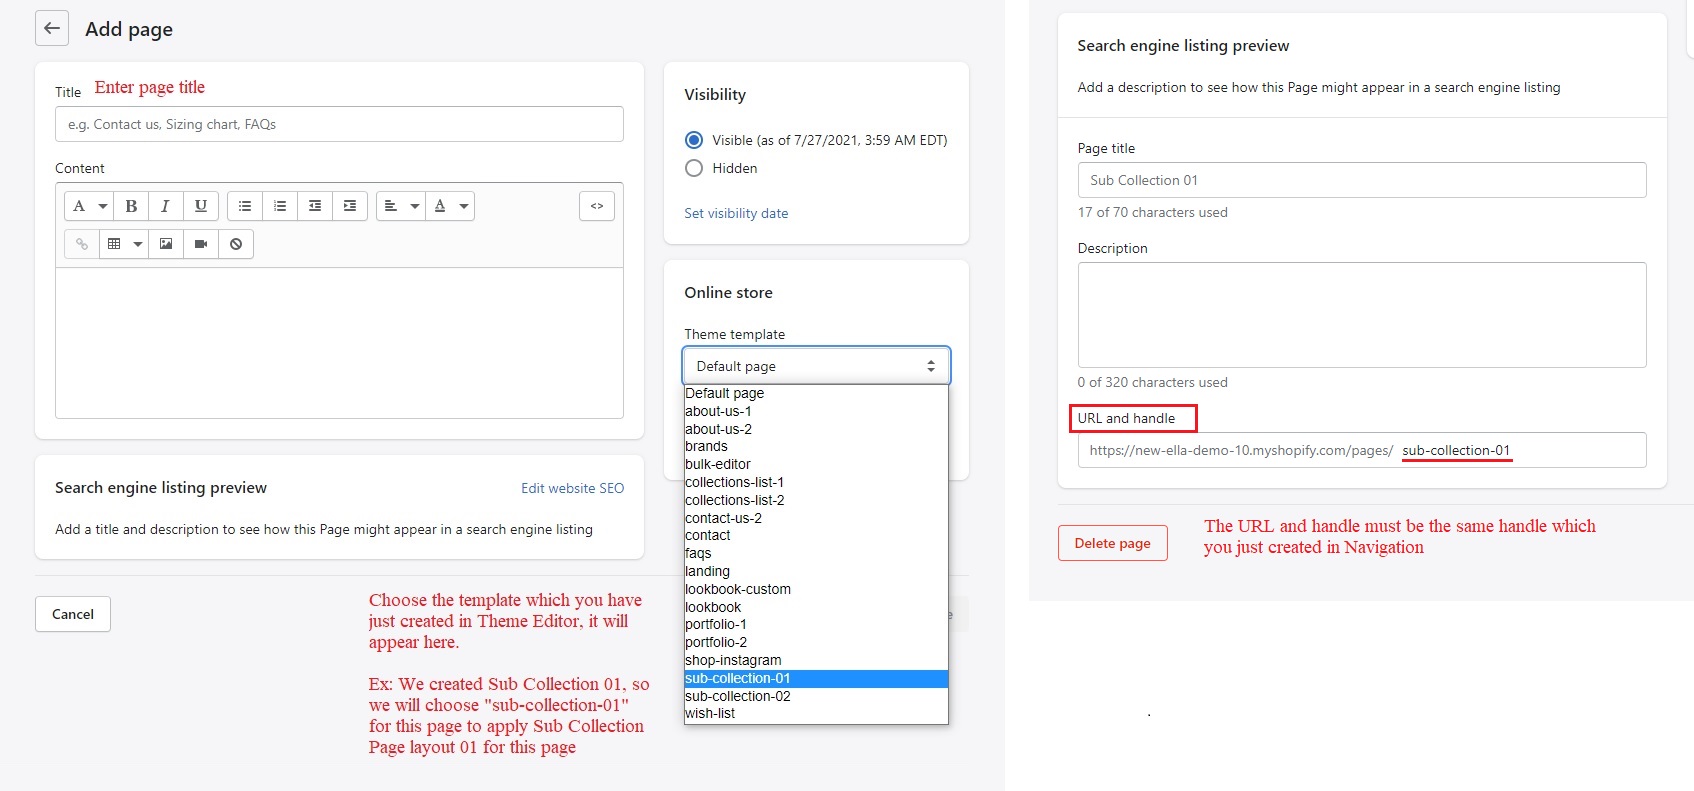 Add page
Title
Enter page title
e.g. Contact us, Sizing chart, FAQs
Content
A
B
I
U
A
<>
Search engine listing preview
Edit website SEO
Add a title and description to see how this Page might appear in a search engine listing
Cancel
Choose the template which you have
just created in Theme Editor, it will
appear here.
Ex: We created Sub Collection 01, so
we will choose "sub-collection-01"
for this page to apply Sub Collection
Page layout 01 for this page
Visibility
Visible (as of 7/27/2021, 3:59 AM EDT)
Hidden
Set visibility date
Online store
Theme template
Default page
Default page
about-us-1
about-us-2
brands
bulk-editor
collections-list-1
collections-list-2
contact-us-2
contact
faqs
landing
lookbook-custom
lookbook
portfolio-1
portfolio-2
shop-instagram
sub-collection-01
sub-collection-02
wish-list
Search engine listing preview
Add a description to see how this Page might appear in a search engine listing
Page title
Sub Collection 01
17 of 70 characters used
Description
0 of 320 characters used
URL and handle
https://new-ella-demo-10.myshopify.com/pages/ sub-collection-01
Delete page
The URL and handle must be the same handle which
you just created in Navigation
.